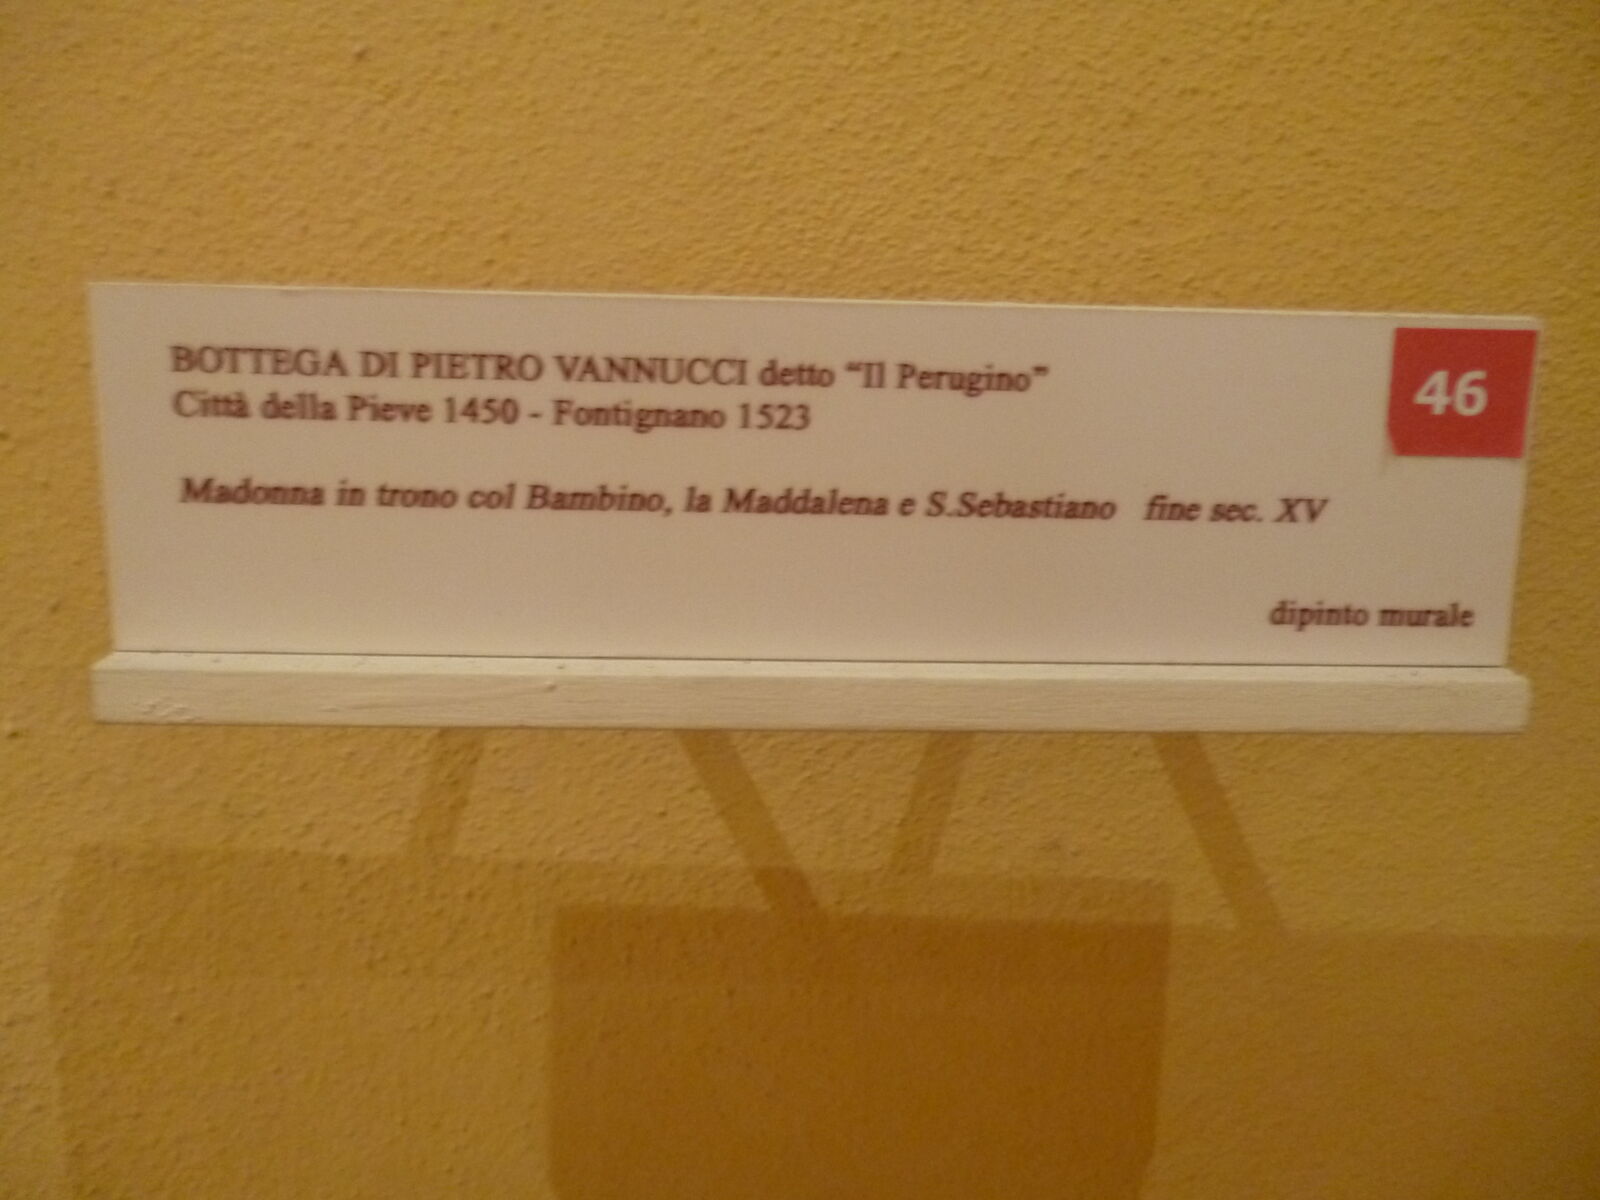 BOTTEGA DI PIETRO VANNUCCI detto “Il Perugino”
Città della Pieve 1450 - Fontignano 1523
46
Madonna in trono col Bambino, la Maddalena e S.Sebastiano fine sec. XV
dipinto murale